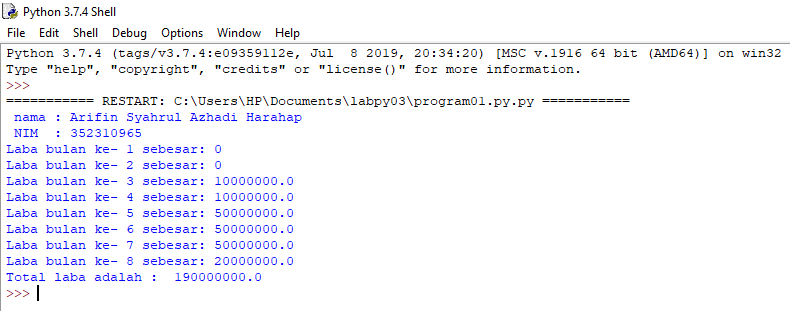 Python 3.7.4 Shell
File Edit Shell Debug Options Window Help
Python 3.7.4 (tags/v3.7.4:e09359112e, Jul  8 2019, 20:34:20) [MSC v.1916 64 bit (AMD64)] on win32
Type "help", "copyright", "credits" or "license()" for more information.
>>>
=========== RESTART: C:\Users\HP\Documents\labpy03\program01.py.py ===========
 nama : Arifin Syahrul Azhadi Harahap
 NIM  : 352310965
Laba bulan ke- 1 sebesar: 0
Laba bulan ke- 2 sebesar: 0
Laba bulan ke- 3 sebesar: 10000000.0
Laba bulan ke- 4 sebesar: 10000000.0
Laba bulan ke- 5 sebesar: 50000000.0
Laba bulan ke- 6 sebesar: 50000000.0
Laba bulan ke- 7 sebesar: 50000000.0
Laba bulan ke- 8 sebesar: 20000000.0
Total laba adalah :  190000000.0
>>>